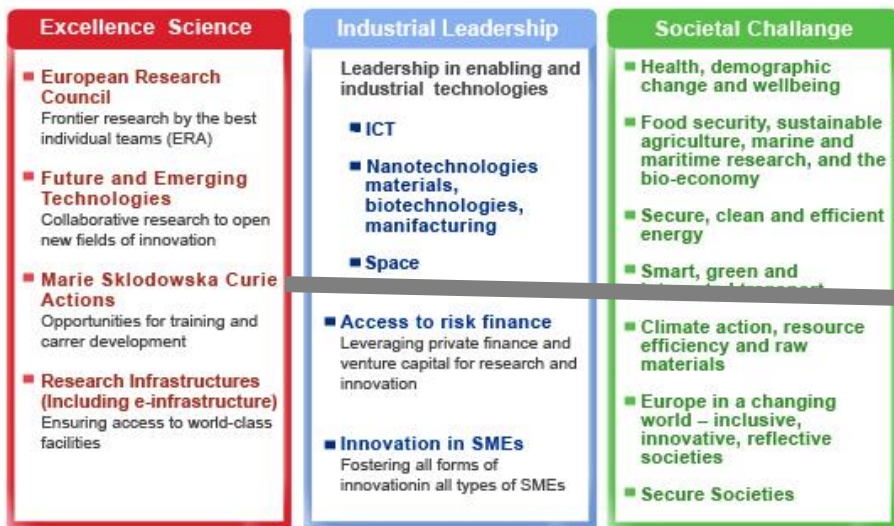 Excellence Science
European Research
Council
Frontier research by the best
individual teams (ERA)
Future and Emerging
Technologies
Collaborative research to open
new fields of innovation
Marie Sklodowska Curie
Actions
Opportunities for training and
carrer development
Research Infrastructures
(Including e-infrastructure)
Ensuring access to world-class
facilities
Industrial Leadership
Leadership in enabling and
industrial technologies
ICT
Nanotechnologies
materials,
biotechnologies,
manifacturing
Space
Access to risk finance
Leveraging private finance and
venture capital for research and
innovation
Innovation in SMEs
Fostering all forms of
innovationin all types of SMEs
Societal Challange
Health, demographic
change and wellbeing
Food security, sustainable
agriculture, marine and
maritime research, and the
bio-economy
Secure, clean and efficient
energy
Smart, green and
Climate action, resource
efficiency and raw
materials
Europe in a changing
world – inclusive,
innovative, reflective
societies
Secure Societies